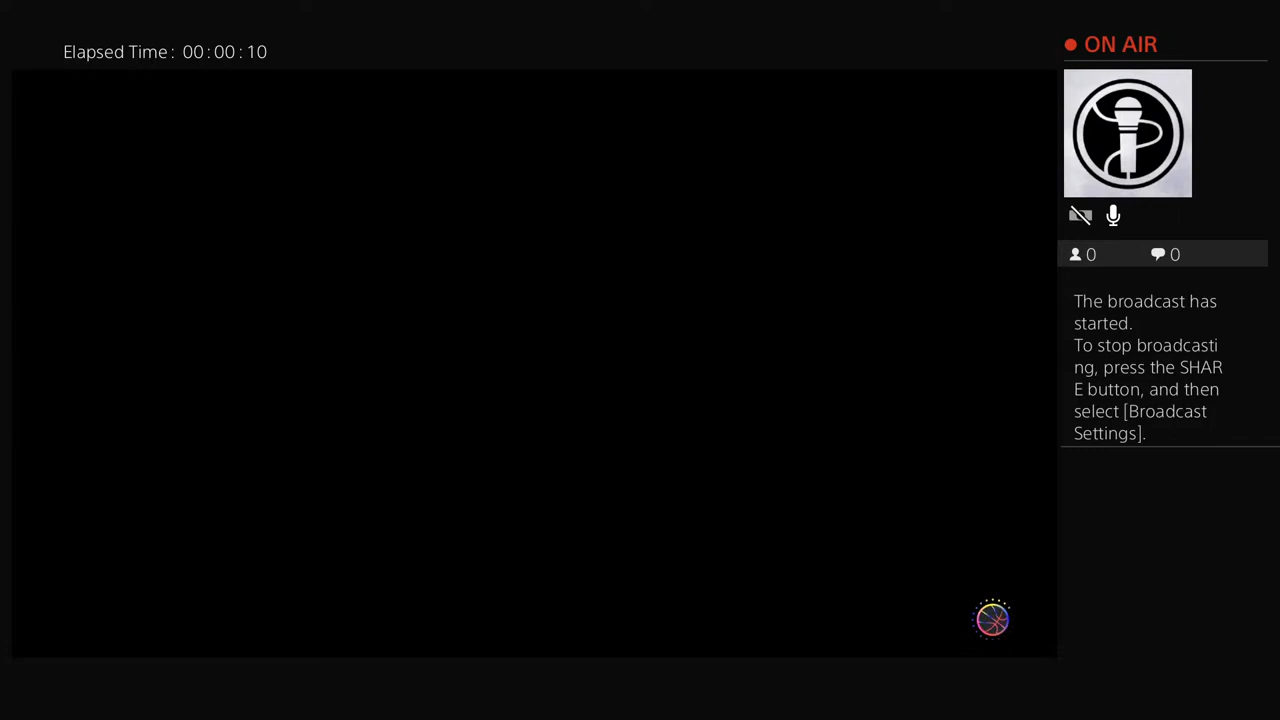 Elapsed Time: 00:00:10
ON AIR
0 0
The broadcast has
started.
To stop broadcasti
ng, press the SHAR
E button, and then
select [Broadcast
Settings].